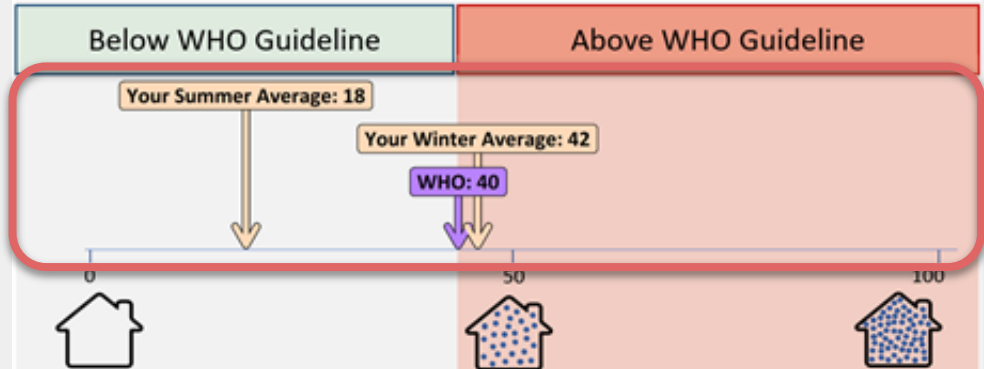 Below WHO Guideline
Above WHO Guideline
Your Summer Average: 18
Your Winter Average: 42
WHO: 40
0
50
100